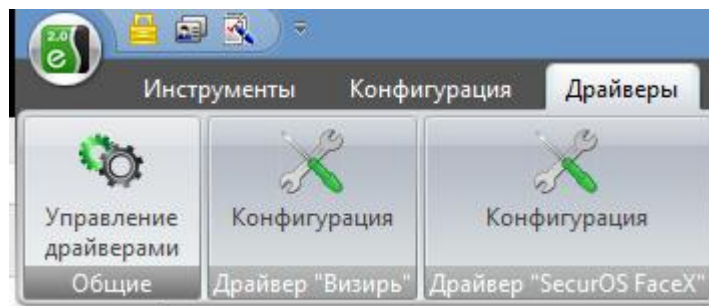 2.0
e
Инструменты Конфигурация Драйверы
Управление
драйверами
Конфигурация
Конфигурация
Общие
Драйвер "Визирь"
Драйвер "SecurOS FaceX"